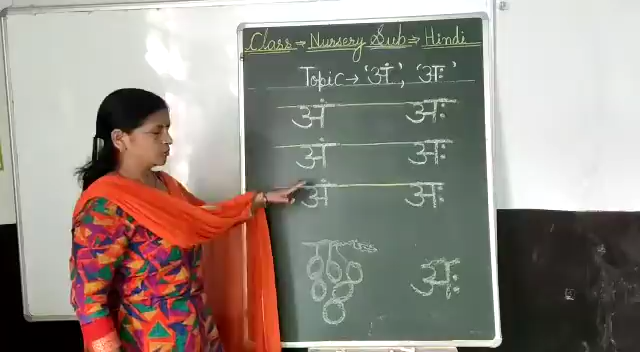 Class → Nursery Sub → Hindi
Topic → 'अं', 'अः'
अं अः
अं अः
अं अः
अः